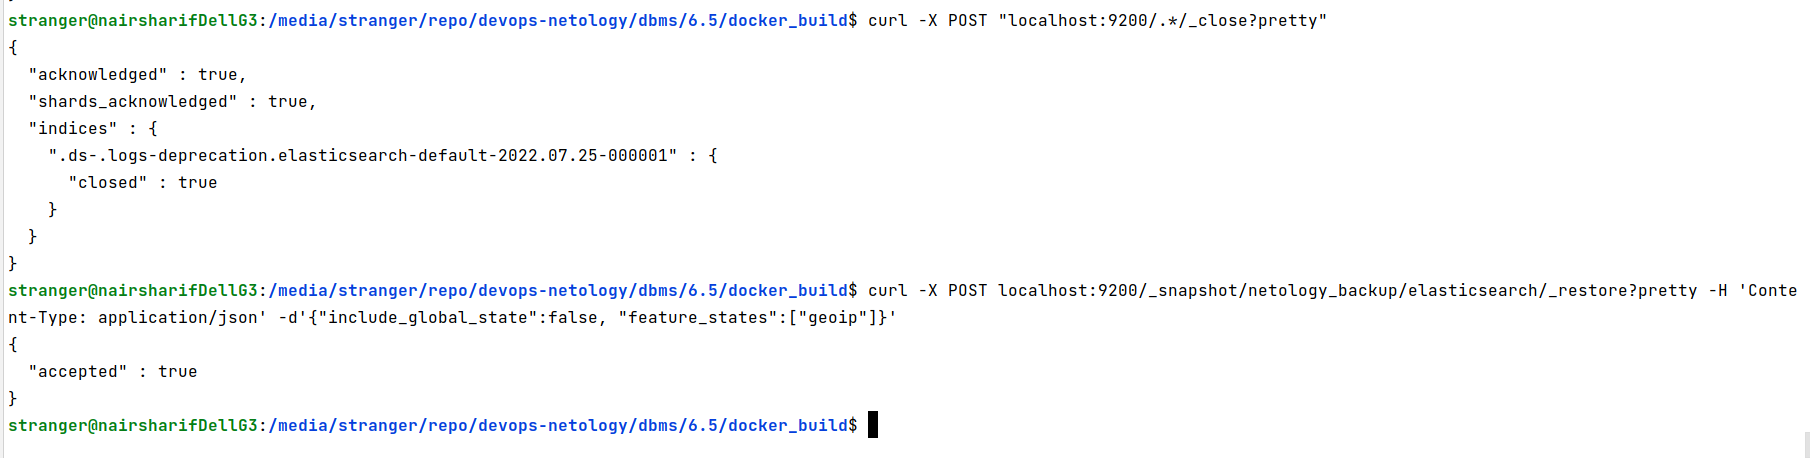 stranger@nairsharifDellG3:/media/stranger/repo/devops-netology/dbms/6.5/docker_build$ curl -X POST "localhost:9200/.*/_close?pretty"
{
  "acknowledged" : true,
  "shards_acknowledged" : true,
  "indices" : {
    ".ds-.logs-deprecation.elasticsearch-default-2022.07.25-000001" : {
      "closed" : true
    }
  }
}
stranger@nairsharifDellG3:/media/stranger/repo/devops-netology/dbms/6.5/docker_build$ curl -X POST localhost:9200/_snapshot/netology_backup/elasticsearch/_restore?pretty -H 'Conte
nt-Type: application/json' -d'{"include_global_state":false, "feature_states":["geoip"]}'
{
  "accepted" : true
}
stranger@nairsharifDellG3:/media/stranger/repo/devops-netology/dbms/6.5/docker_build$